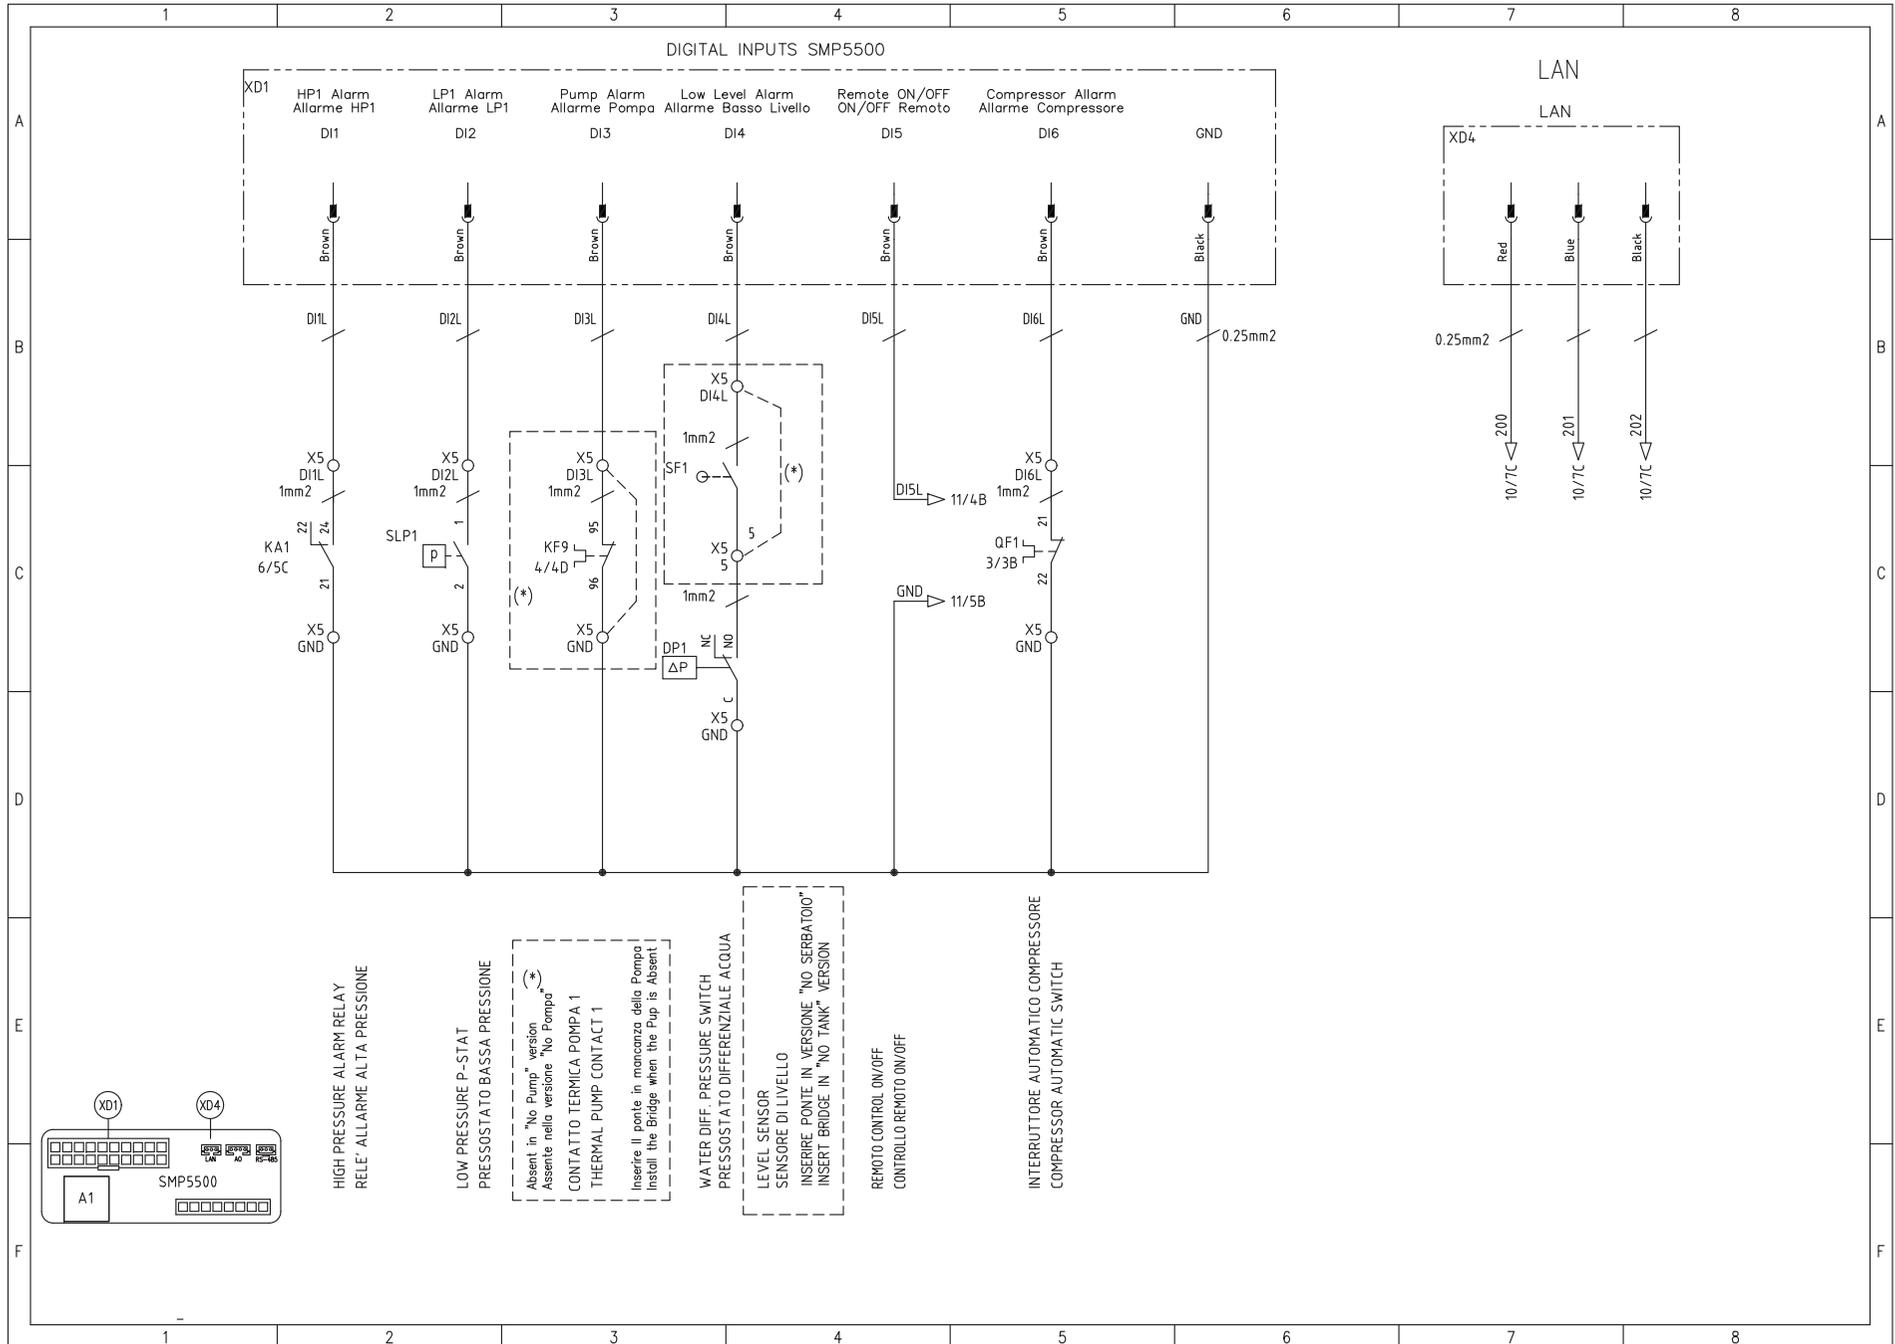 1 2 3 4 5 6 7 8
DIGITAL INPUTS SMP5500
LAN
XD1
HP1 Alarm
Allarme HP1
DI1
LP1 Alarm
Allarme LP1
DI2
Pump Alarm
Allarme Pompa
DI3
Low Level Alarm
Allarme Basso Livello
DI4
Remote ON/OFF
ON/OFF Remoto
DI5
Compressor Allarm
Allarme Compressore
DI6
GND
LAN
XD4
A
A
Brown
Brown
Brown
Brown
Brown
Brown
Black
Red
Blue
Black
DI1L
DI2L
DI3L
DI4L
DI5L
DI6L
GND
0.25mm2
0.25mm2
B
B
X5
DI4L
1mm2
SF1
(*)
5
X5
5
1mm2
200
10/7C
201
10/7C
202
10/7C
X5
DI1L
1mm2
22
24
KA1
6/5C
21
X5
GND
X5
DI2L
1mm2
1
SLP1
P
2
X5
GND
X5
DI3L
1mm2
95
KF9
4/4D
96
(*)
X5
GND
DI5L
11/4B
GND
11/5B
X5
DI6L
1mm2
21
QF1
3/3B
22
X5
GND
C
C
NC
NO
DP1
ΔP
C
X5
GND
D
D
HIGH PRESSURE ALARM RELAY
RELE' ALLARME ALTA PRESSIONE
LOW PRESSURE P-STAT
PRESSOSTATO BASSA PRESSIONE
(*)
Absent in "No Pump" version
Assente nella versione "No Pompa"
CONTATTO TERMICA POMPA 1
THERMAL PUMP CONTACT 1
Inserire Il ponte in mancanza della Pompa
Install the Bridge when the Pup is Absent
WATER DIFF. PRESSURE SWITCH
PRESSOSTATO DIFFERENZIALE ACQUA
LEVEL SENSOR
SENSORE DI LIVELLO
INSERIRE PONTE IN VERSIONE "NO SERBATOIO"
INSERT BRIDGE IN "NO TANK" VERSION
REMOTO CONTROL ON/OFF
CONTROLLO REMOTO ON/OFF
INTERRUTTORE AUTOMATICO COMPRESSORE
COMPRESSOR AUTOMATIC SWITCH
E
E
XD1
XD4
LAN
AO
RS-485
SMP5500
A1
F
F
1 2 3 4 5 6 7 8